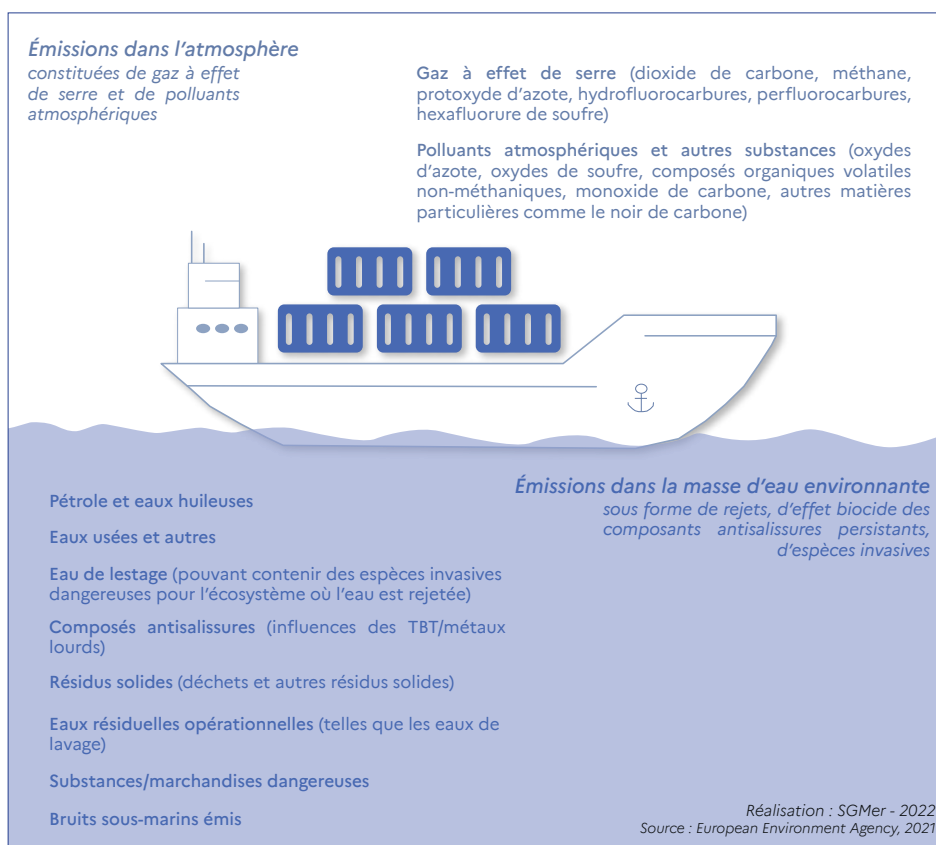 Émissions dans l'atmosphère
constituées de gaz à effet
de serre et de polluants
atmosphériques
Gaz à effet de serre (dioxide de carbone, méthane,
protoxyde d'azote, hydrofluorocarbures, perfluorocarbures,
hexafluorure de soufre)
Polluants atmosphériques et autres substances (oxydes
d'azote, oxydes de soufre, composés organiques volatiles
non-méthaniques, monoxide de carbone, autres matières
particulières comme le noir de carbone)
Émissions dans la masse d'eau environnante
sous forme de rejets, d'effet biocide des
composants antisalissures persistants,
d'espèces invasives
Pétrole et eaux huileuses
Eaux usées et autres
Eau de lestage (pouvant contenir des espèces invasives
dangereuses pour l'écosystème où l'eau est rejetée)
Composés antisalissures (influences des TBT/métaux
lourds)
Résidus solides (déchets et autres résidus solides)
Eaux résiduelles opérationnelles (telles que les eaux de
lavage)
Substances/marchandises dangereuses
Bruits sous-marins émis
Réalisation : SGMer - 2022
Source : European Environment Agency, 2021